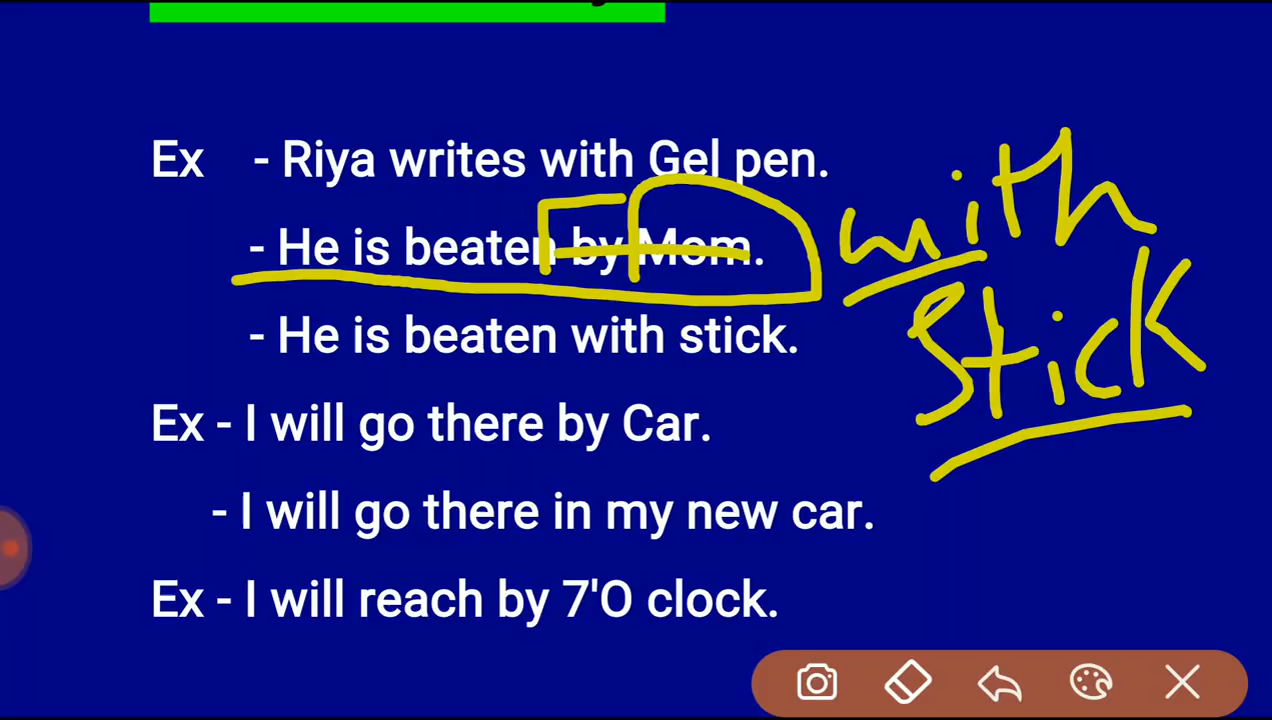 Ex - Riya writes with Gel pen.
- He is beaten by Mom.
with
stick
- He is beaten with stick.
Ex - I will go there by Car.
- I will go there in my new car.
Ex - I will reach by 7'O clock.